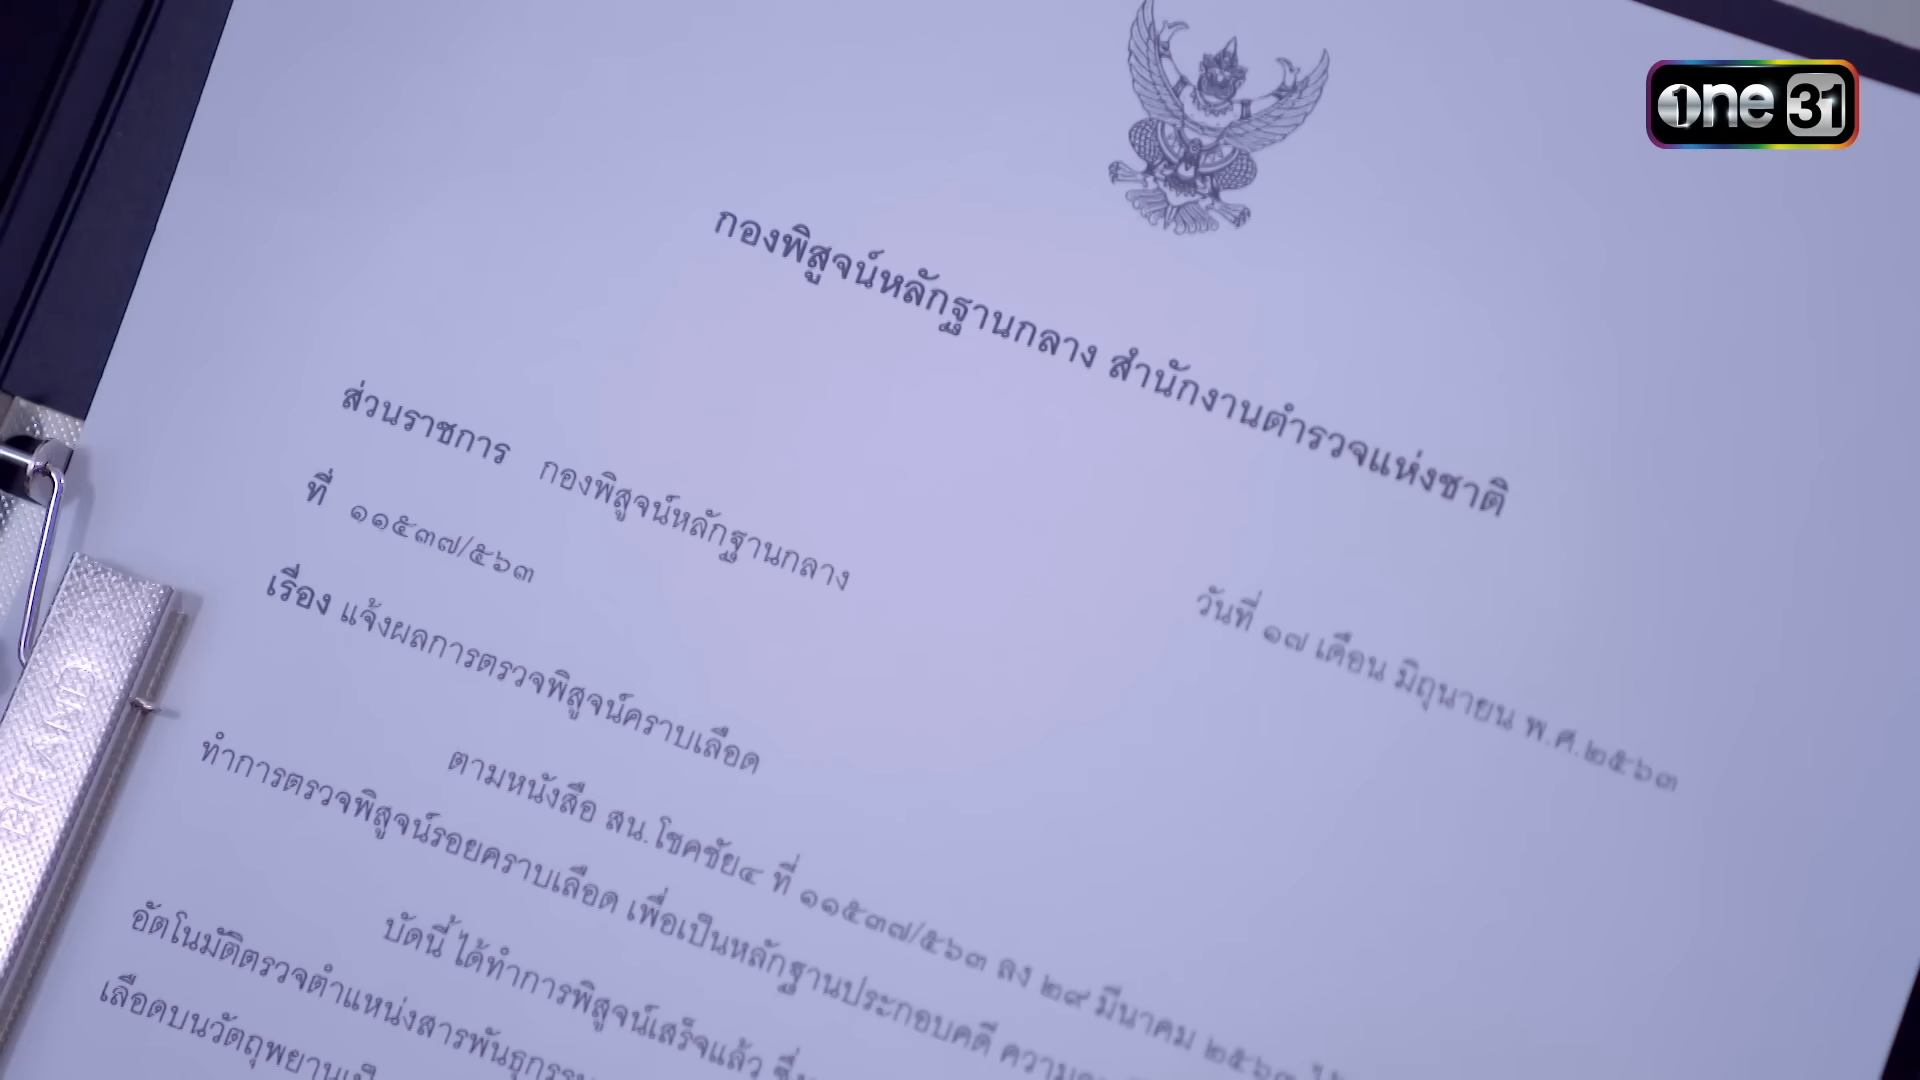 one 31
กองพิสูจน์หลักฐานกลาง สำนักงานตำรวจแห่งชาติ
ส่วนราชการ กองพิสูจน์หลักฐานกลาง
ที่ ๑๑๕๓๗/๕๖๓
วันที่ ๑๗ เดือน มิถุนายน พ.ศ.๒๕๖๓
เรื่อง แจ้งผลการตรวจพิสูจน์คราบเลือด
ตามหนังสือ สน.โชคชัย๔ ที่ ๑๑๕๓๗/๕๖๓ ลง ๒๙ มีนาคม ๒๕๖๓
ทำการตรวจพิสูจน์รอยคราบเลือด เพื่อเป็นหลักฐานประกอบคดี
บัดนี้ ได้ทำการพิสูจน์เสร็จแล้ว ซึ่ง
อัตโนมัติตรวจตำแหน่งสารพันธุกรรม
เลือดบนวัตถุพยาน
BRAND